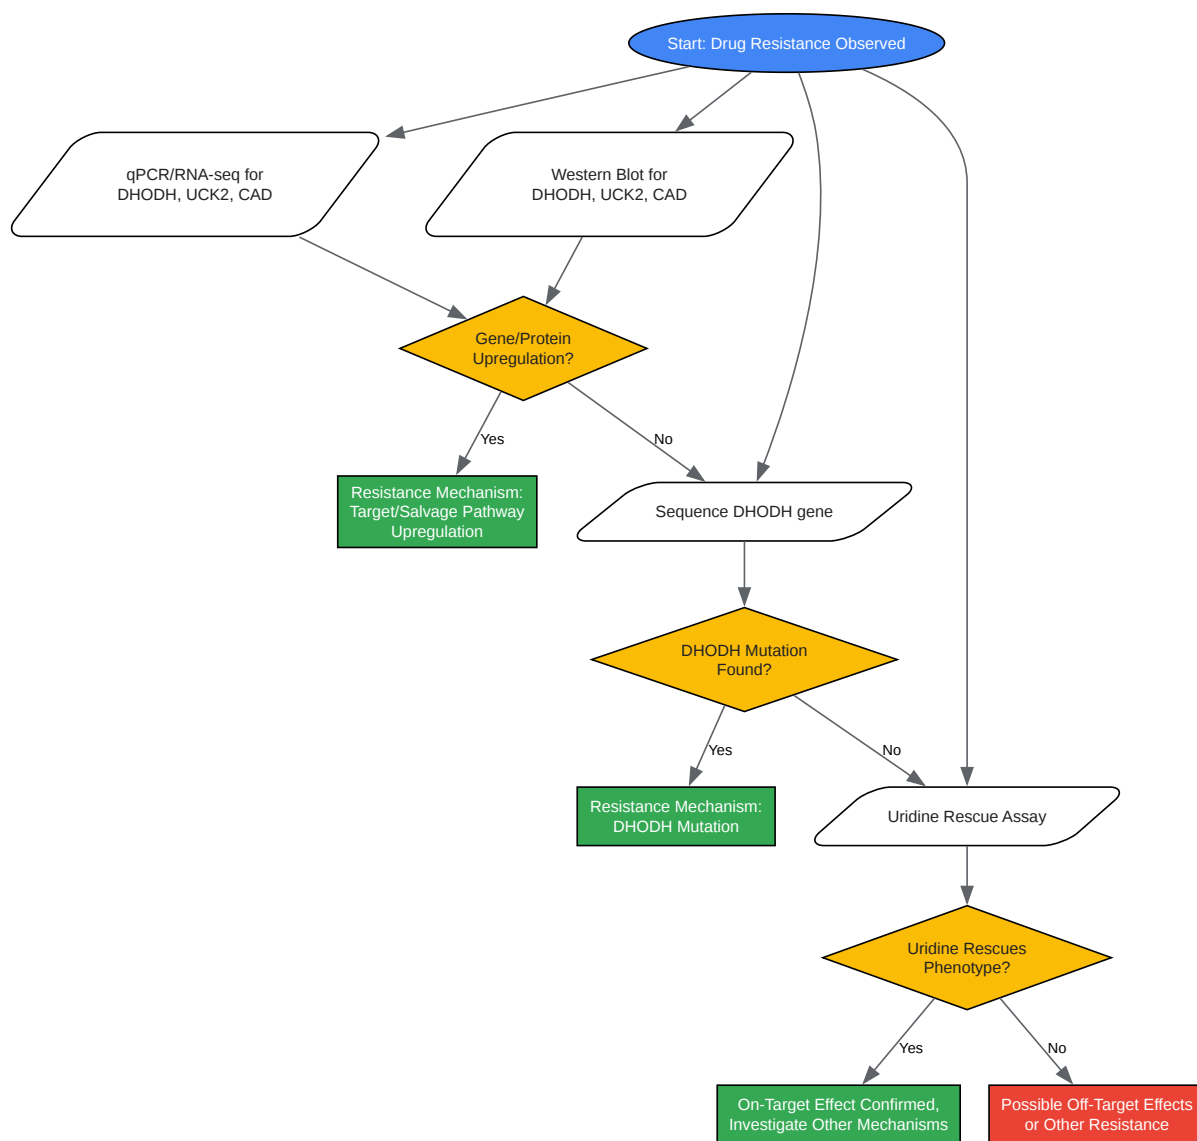 Start: Drug Resistance Observed
qPCR/RNA-seq for
DHODH, UCK2, CAD
Western Blot for
DHODH, UCK2, CAD
Gene/Protein
Upregulation?
Yes
No
Resistance Mechanism:
Target/Salvage Pathway
Upregulation
Sequence DHODH gene
DHODH Mutation
Found?
Yes
No
Resistance Mechanism:
DHODH Mutation
Uridine Rescue Assay
Uridine Rescues
Phenotype?
Yes
No
On-Target Effect Confirmed,
Investigate Other Mechanisms
Possible Off-Target Effects
or Other Resistance